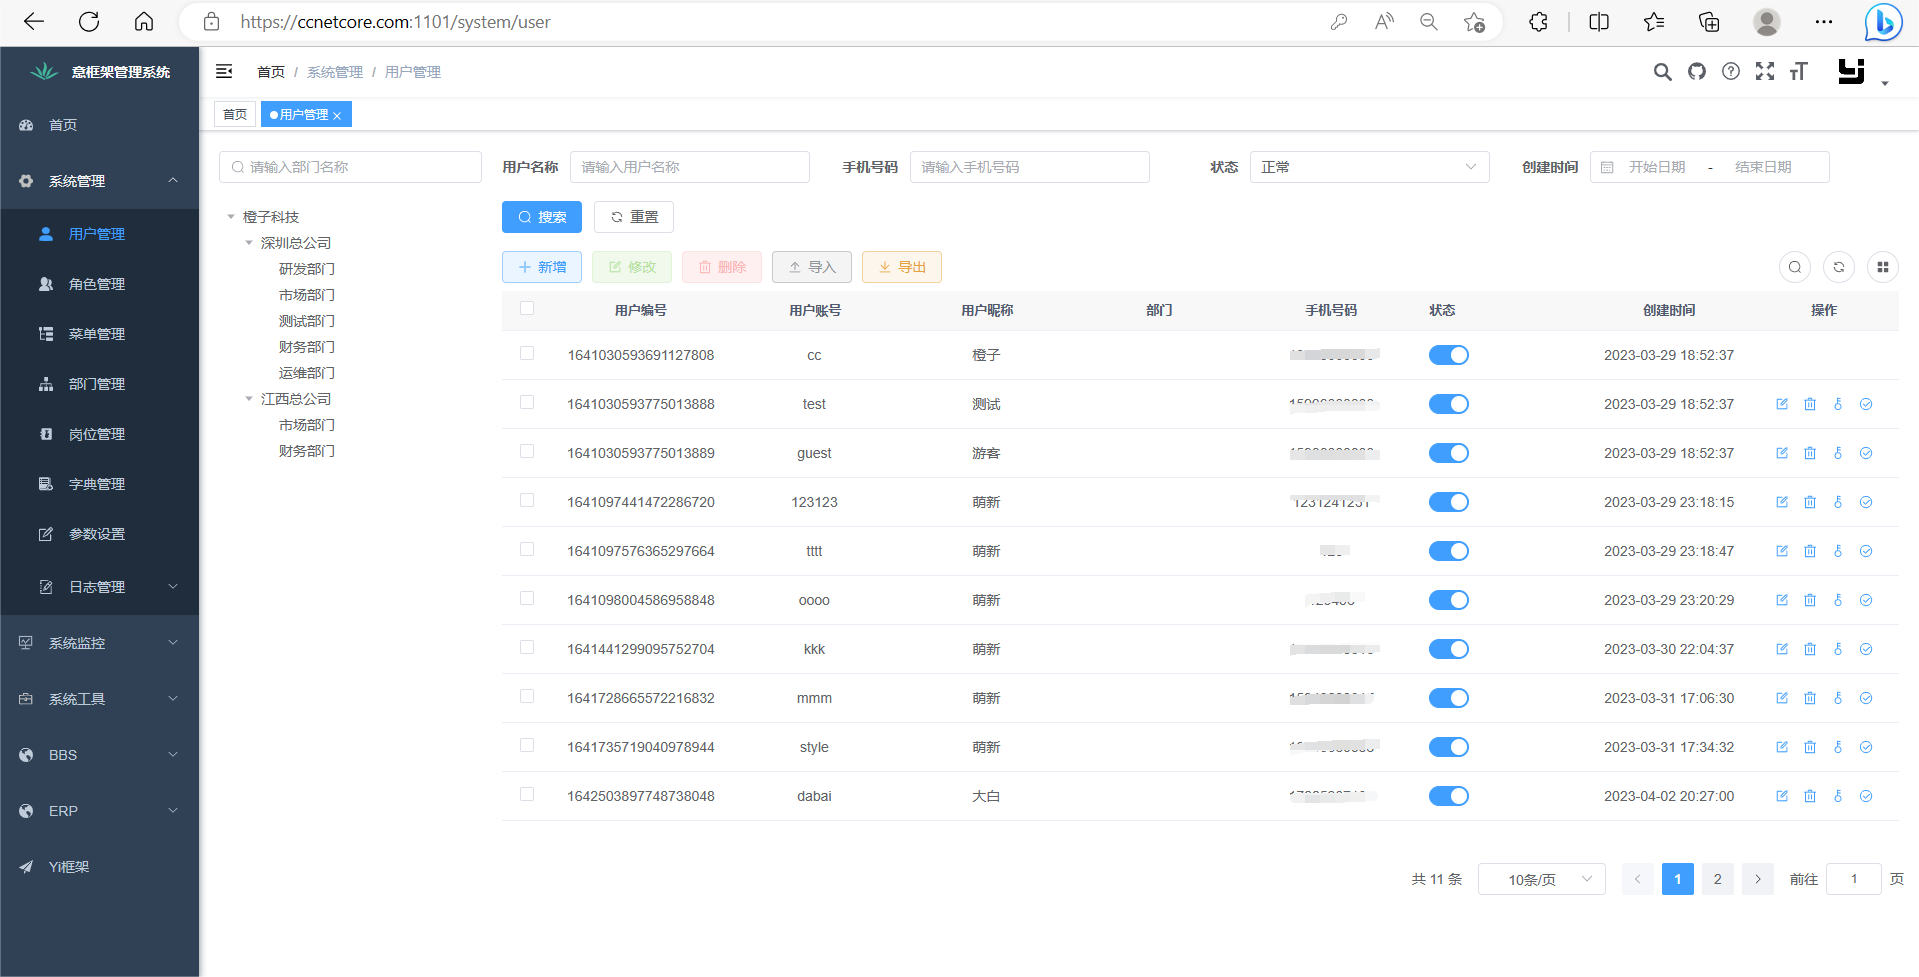 https://ccnetcore.com:1101/system/user
意框架管理系统
首页
系统管理
用户管理
角色管理
菜单管理
部门管理
岗位管理
字典管理
参数设置
日志管理
系统监控
系统工具
BBS
ERP
Yi框架
首页 / 系统管理 / 用户管理
首页 用户管理
请输入部门名称
橙子科技
深圳总公司
研发部门
市场部门
测试部门
财务部门
运维部门
江西总公司
市场部门
财务部门
用户名称 请输入用户名称 手机号码 请输入手机号码 状态 正常 创建时间 开始日期 - 结束日期
搜索 重置
新增 修改 删除 导入 导出
用户编号 用户账号 用户昵称 部门 手机号码 状态 创建时间 操作
1641030593691127808 cc 橙子 2023-03-29 18:52:37
1641030593775013888 test 测试 2023-03-29 18:52:37
1641030593775013889 guest 游客 2023-03-29 18:52:37
1641097441472286720 123123 萌新 2023-03-29 23:18:15
1641097576365297664 tttt 萌新 2023-03-29 23:18:47
1641098004586958848 oooo 萌新 2023-03-29 23:20:29
1641441299095752704 kkk 萌新 2023-03-30 22:04:37
1641728665572216832 mmm 萌新 2023-03-31 17:06:30
1641735719040978944 style 萌新 2023-03-31 17:34:32
1642503897748738048 dabai 大白 2023-04-02 20:27:00
共 11 条 10条/页 1 2 前往 1 页